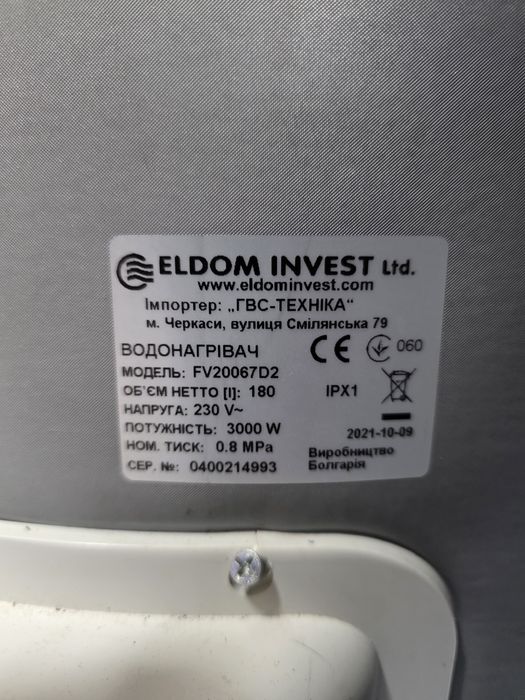 ELDOM INVEST Ltd.
www.eldominvest.com
Імпортер: „ГВС-ТЕХНІКА“
м. Черкаси, вулиця Смілянська 79
ВОДОНАГРІВАЧ
060
МОДЕЛЬ: FV20067D2
ОБ'ЄМ НЕТТО [l]: 180
IPX1
НАПРУГА: 230 V~
ПОТУЖНІСТЬ: 3000 W
2021-10-09
НОМ. ТИСК: 0.8 MPa
Виробництво
СЕР. №: 0400214993
Болгарія